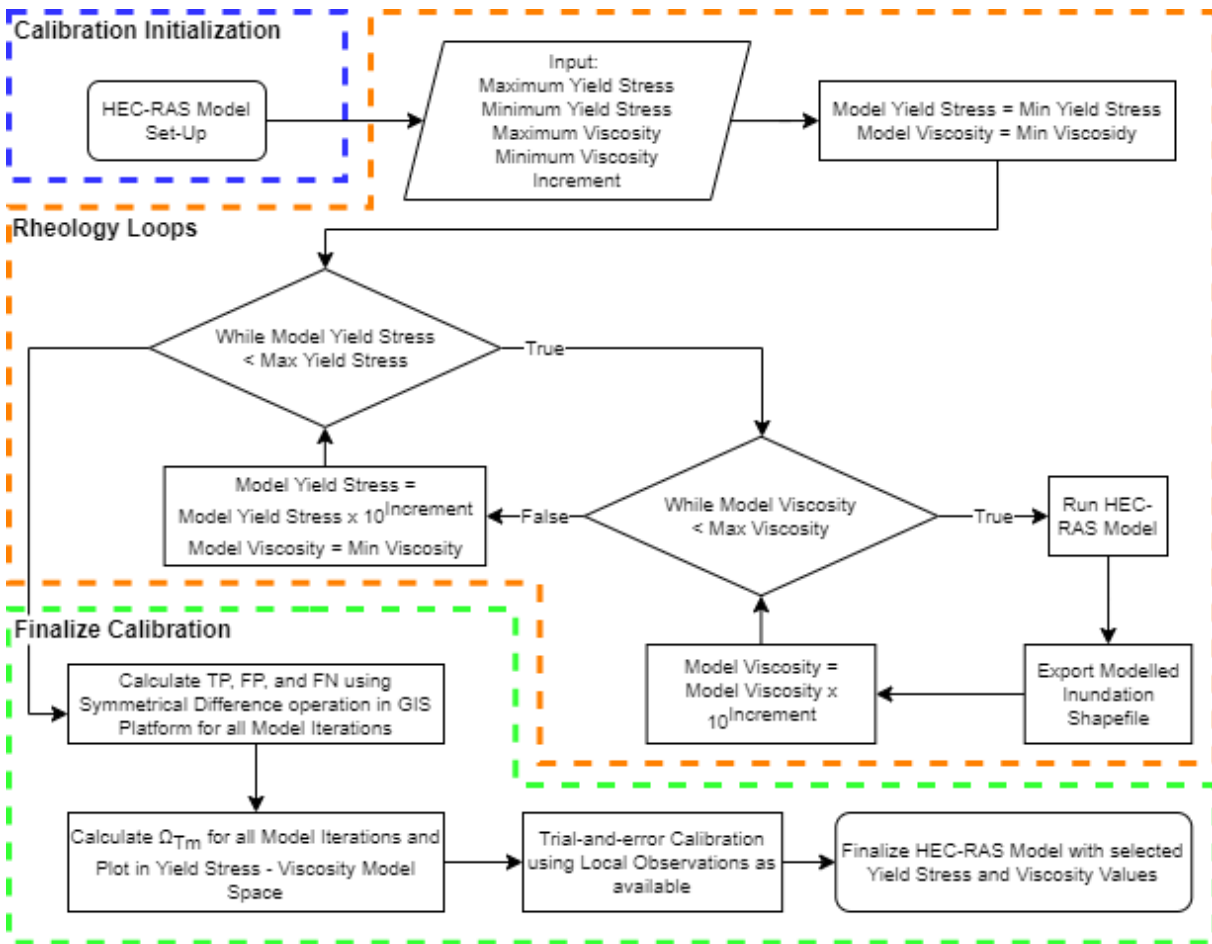 Calibration Initialization
HEC-RAS Model
Set-Up
Input:
Maximum Yield Stress
Minimum Yield Stress
Maximum Viscosity
Minimum Viscosity
Increment
Model Yield Stress = Min Yield Stress
Model Viscosity = Min Viscosidy
Rheology Loops
While Model Yield Stress
< Max Yield Stress
True
While Model Viscosity
< Max Viscosity
False
Model Yield Stress =
Model Yield Stress x 10^Increment
Model Viscosity = Min Viscosity
True
Run HEC-
RAS Model
Export Modelled
Inundation
Shapefile
Model Viscosity =
Model Viscosity x
10^Increment
Finalize Calibration
Calculate TP, FP, and FN using
Symmetrical Difference operation in GIS
Platform for all Model Iterations
Calculate Ω_Tm for all Model Iterations and
Plot in Yield Stress - Viscosity Model
Space
Trial-and-error Calibration
using Local Observations as
available
Finalize HEC-RAS Model with selected
Yield Stress and Viscosity Values